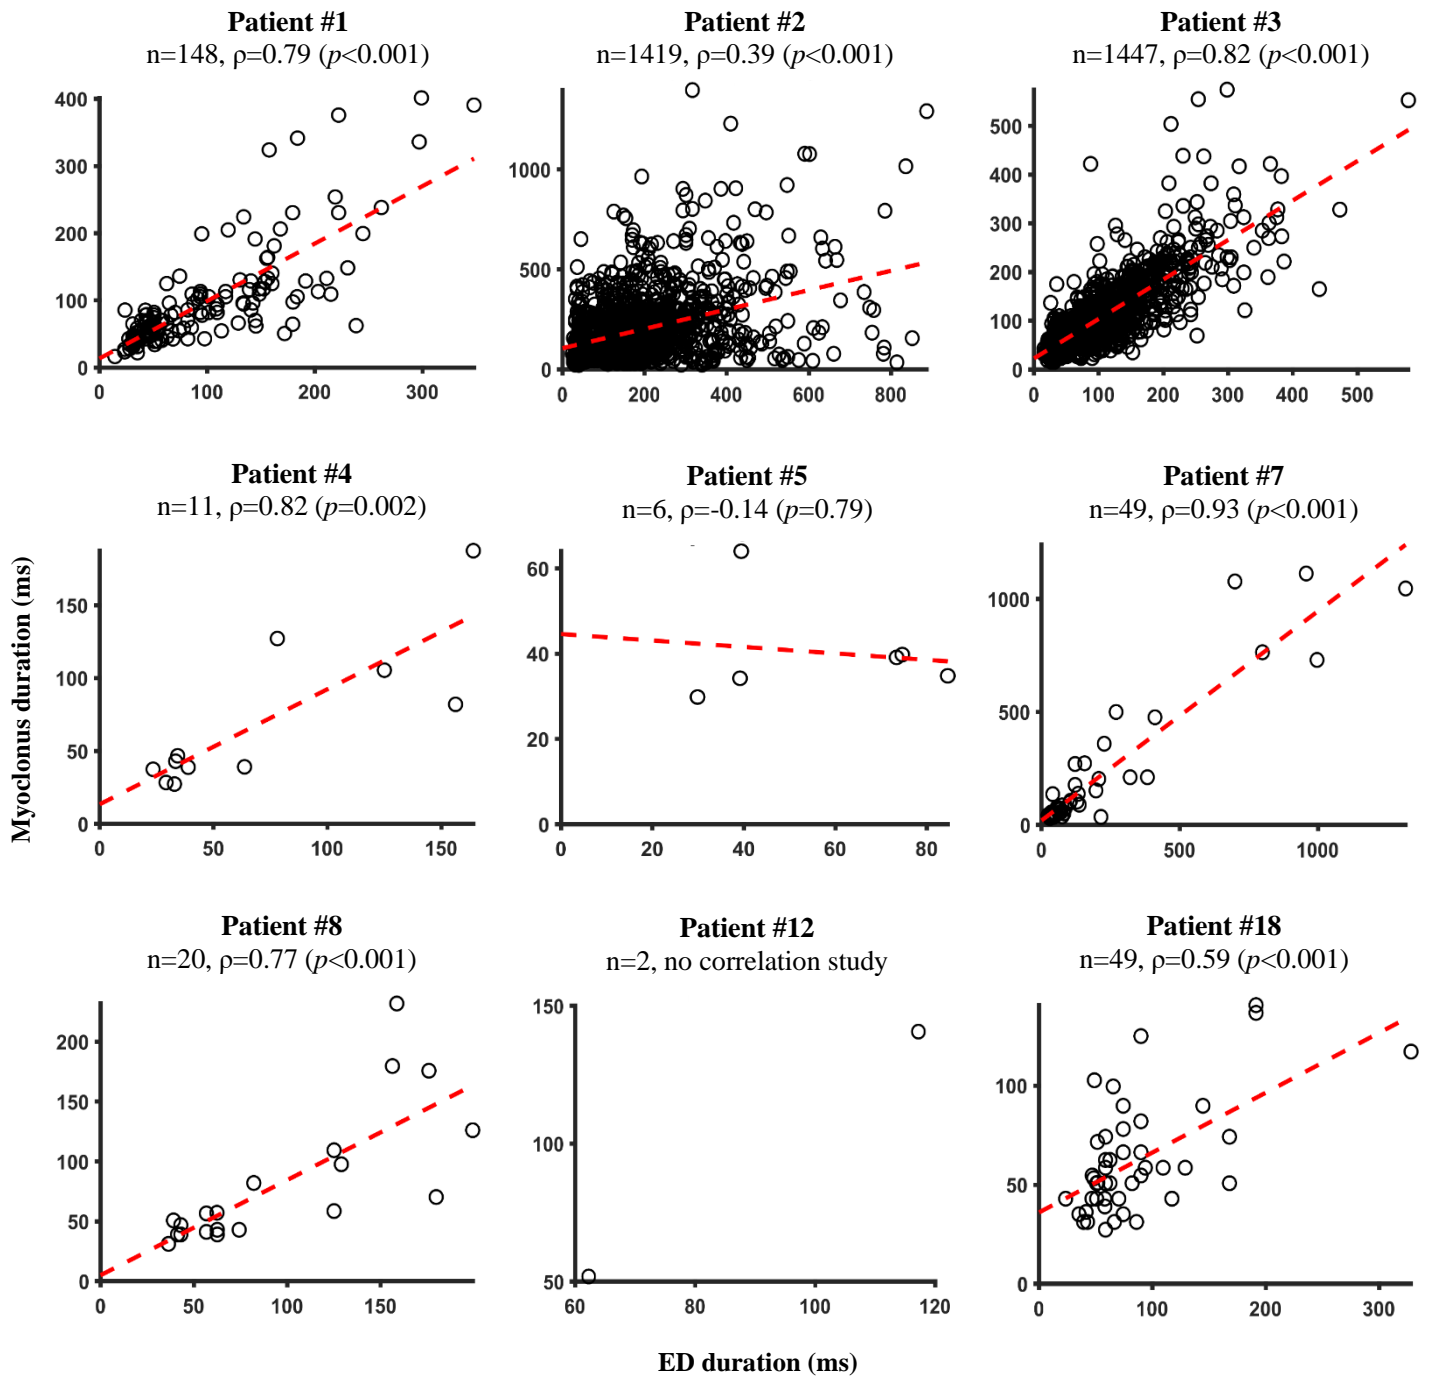 Patient #1
n=148, ρ=0.79 (p<0.001)
400
300
200
100
0
0 100 200 300
Patient #2
n=1419, ρ=0.39 (p<0.001)
1000
500
0
0 200 400 600 800
Patient #3
n=1447, ρ=0.82 (p<0.001)
500
400
300
200
100
0
0 100 200 300 400 500
Myoclonus duration (ms)
Patient #4
n=11, ρ=0.82 (p=0.002)
150
100
50
0
0 50 100 150
Patient #5
n=6, ρ=-0.14 (p=0.79)
60
40
20
0
0 20 40 60 80
Patient #7
n=49, ρ=0.93 (p<0.001)
1000
500
0
0 500 1000
Patient #8
n=20, ρ=0.77 (p<0.001)
200
150
100
50
0
0 50 100 150
Patient #12
n=2, no correlation study
150
100
50
60 80 100 120
Patient #18
n=49, ρ=0.59 (p<0.001)
100
50
0
0 100 200 300
ED duration (ms)